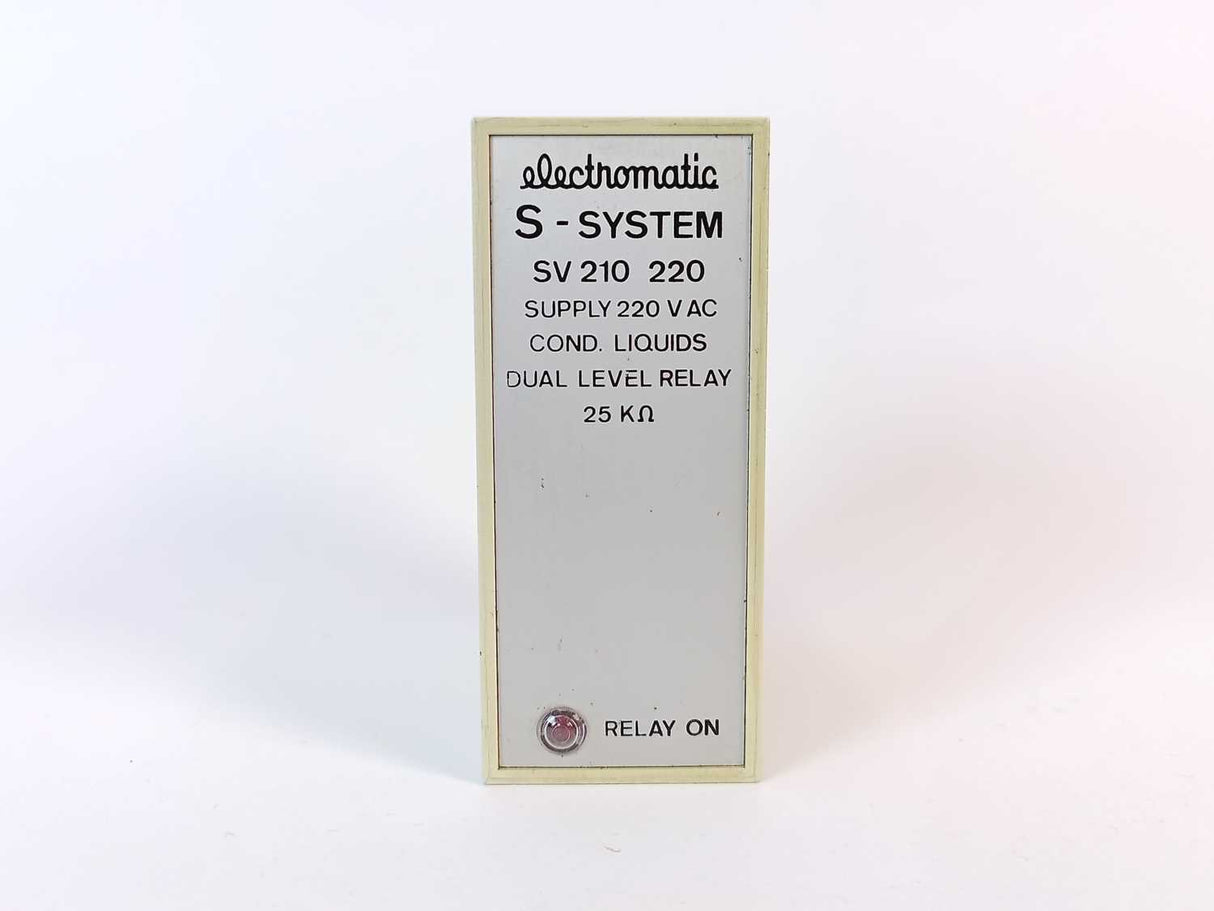 electromatic
S - SYSTEM
SV 210 220
SUPPLY 220 V AC
COND. LIQUIDS
DUAL LEVEL RELAY
25 KΩ
RELAY ON